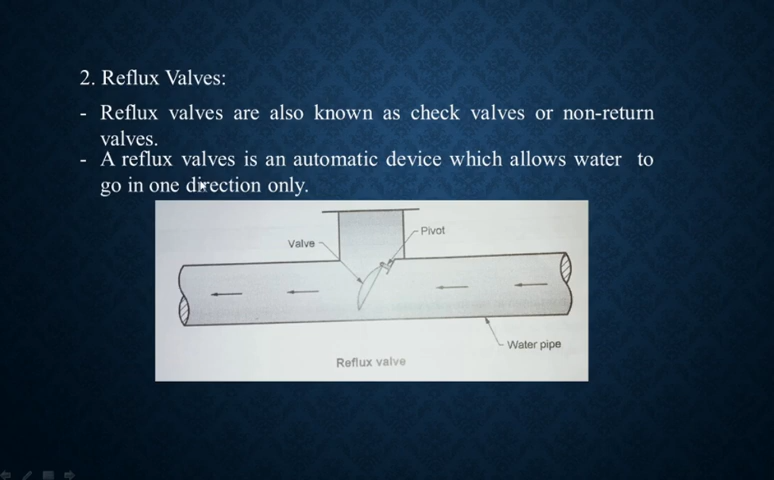 2. Reflux Valves:
- Reflux valves are also known as check valves or non-return
valves.
- A reflux valves is an automatic device which allows water to
go in one direction only.
Valve
Pivot
Water pipe
Reflux valve